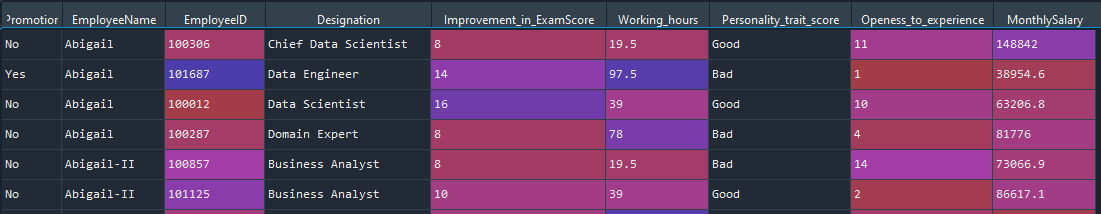 Promotion EmployeeName EmployeeID Designation Improvement_in_ExamScore Working_hours Personality_trait_score Openess_to_experience MonthlySalary
No Abigail 100306 Chief Data Scientist 8 19.5 Good 11 148842
Yes Abigail 101687 Data Engineer 14 97.5 Bad 1 38954.6
No Abigail 100012 Data Scientist 16 39 Good 10 63206.8
No Abigail 100287 Domain Expert 8 78 Bad 4 81776
No Abigail-II 100857 Business Analyst 8 19.5 Bad 14 73066.9
No Abigail-II 101125 Business Analyst 10 39 Good 2 86617.1